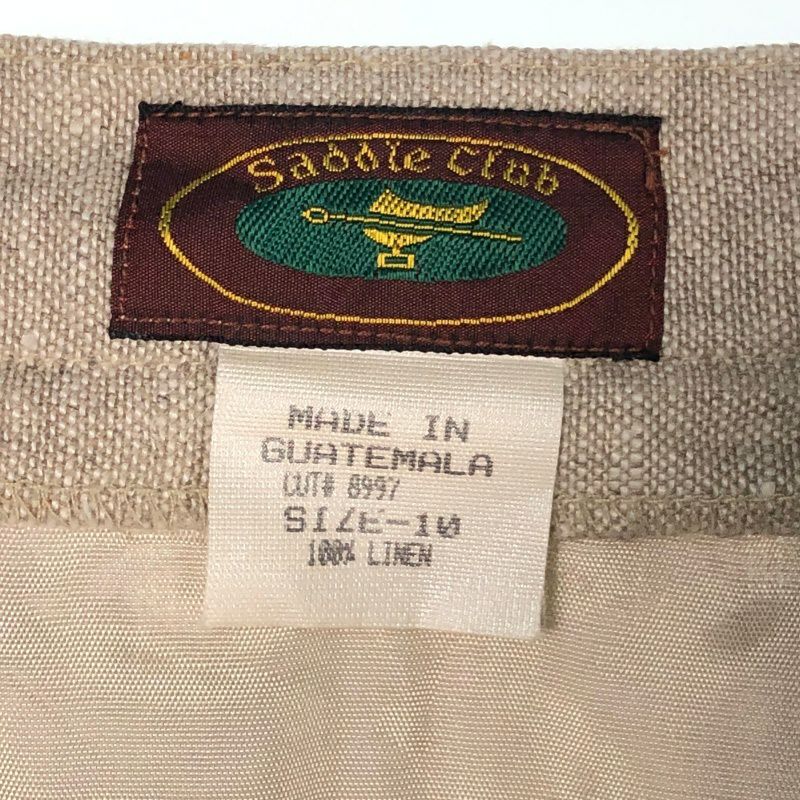 Saddle Club
MADE IN
GUATEMALA
CUT# 8997
SIZE-10
100% LINEN